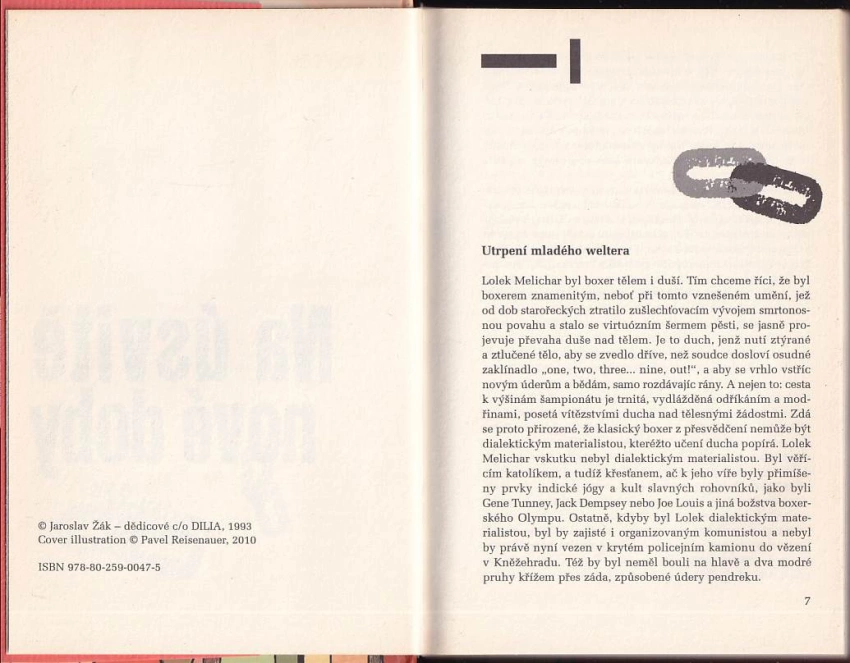 Na úsvitě
nové doby
© Jaroslav Žák – dědicové c/o DILIA, 1993
Cover illustration © Pavel Reisenauer, 2010
ISBN 978-80-259-0047-5
Utrpení mladého weltera
Lolek Melichar byl boxer tělem i duší. Tím chceme říci, že byl
boxerem znamenitým, neboť při tomto vznešeném umění, jež
od dob starořeckých ztratilo zušlechťovacím vývojem smrtonos-
nou povahu a stalo se virtuózním šermem pěsti, se jasně pro-
jevuje převaha duše nad tělem. Je to duch, jenž nutí ztýrané
a ztlučené tělo, aby se zvedlo dříve, než soudce dosloví osudné
zaklínadlo „one, two, three... nine, out!“, a aby se vrhlo vstříc
novým úderům a bědám, samo rozdávajíc rány. A nejen to: cesta
k výšinám šampionátu je trnitá, vydlážděná odříkáním a mod-
řinami, posetá vítězstvími ducha nad tělesnými žádostmi. Zdá
se proto přirozené, že klasický boxer z přesvědčení nemůže být
dialektickým materialistou, kteréžto učení ducha popírá. Lolek
Melichar vskutku nebyl dialektickým materialistou. Byl věří-
cím katolíkem, a tudíž křesťanem, ač k jeho víře byly přimíše-
ny prvky indické jógy a kult slavných rohovníků, jako byli
Gene Tunney, Jack Dempsey nebo Joe Louis a jiná božstva boxer-
ského Olympu. Ostatně, kdyby byl Lolek dialektickým mate-
rialistou, byl by zajisté i organizovaným komunistou a nebyl
by právě nyní vezen v krytém policejním kamionu do vězení
v Kněžehradu. Též by byl neměl bouli na hlavě a dva modré
pruhy křížem přes záda, způsobené údery pendreku.
7